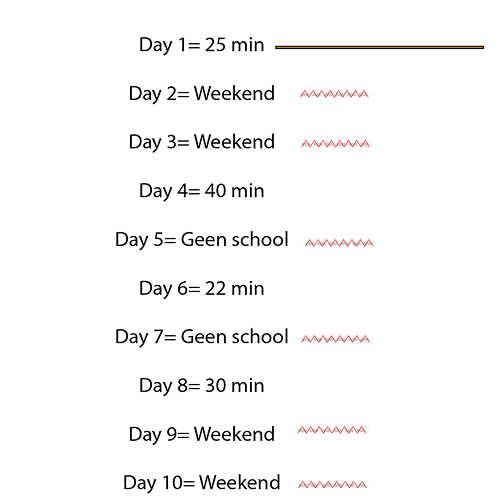 Day 1= 25 min
Day 2= Weekend
Day 3= Weekend
Day 4= 40 min
Day 5= Geen school
Day 6= 22 min
Day 7= Geen school
Day 8= 30 min
Day 9= Weekend
Day 10= Weekend